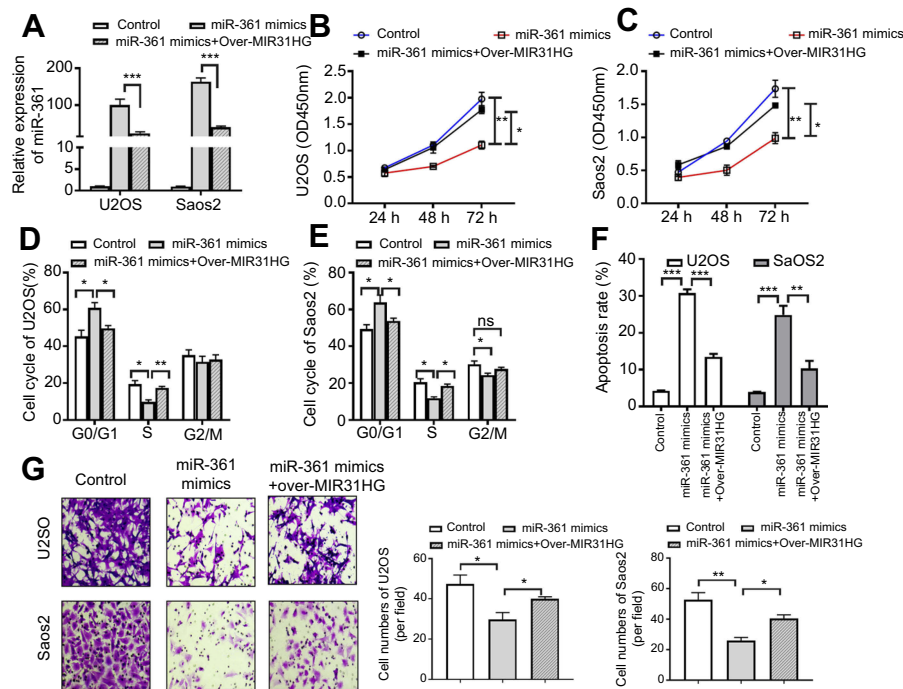 A
Control
miR-361 mimics
miR-361 mimics+Over-MIR31HG
Relative expression
of miR-361
200
150
100
50
10
5
0
***
***
U2OS
Saos2
B
Control
miR-361 mimics
miR-361 mimics+Over-MIR31HG
U2OS (OD450nm)
2.5
2.0
1.5
1.0
0.5
0.0
**
*
24 h
48 h
72 h
C
Control
miR-361 mimics
miR-361 mimics+Over-MIR31HG
Saos2 (OD450nm)
2.0
1.5
1.0
0.5
0.0
**
*
24 h
48 h
72 h
D
Control
miR-361 mimics
miR-361 mimics+Over-MIR31HG
Cell cycle of U2OS(%)
80
60
40
20
0
*
*
*
**
G0/G1
S
G2/M
E
Control
miR-361 mimics
miR-361 mimics+Over-MIR31HG
Cell cycle of Saos2 (%)
80
60
40
20
0
*
*
*
*
ns
*
G0/G1
S
G2/M
F
U2OS
SaOS2
Apoptosis rate (%)
40
30
20
10
0
***
***
***
**
Control
miR-361 mimics
miR-361 mimics
+Over-MIR31HG
Control
miR-361 mimics
miR-361 mimics
+Over-MIR31HG
G
Control
miR-361
mimics
miR-361 mimics
+over-MIR31HG
U2SO
Saos2
Control
miR-361 mimics
miR-361 mimics+Over-MIR31HG
Cell numbers of U2OS
(per field)
60
40
20
0
*
*
Control
miR-361 mimics
miR-361 mimics+Over-MIR31HG
Cell numbers of Saos2
(per field)
80
60
40
20
0
**
*